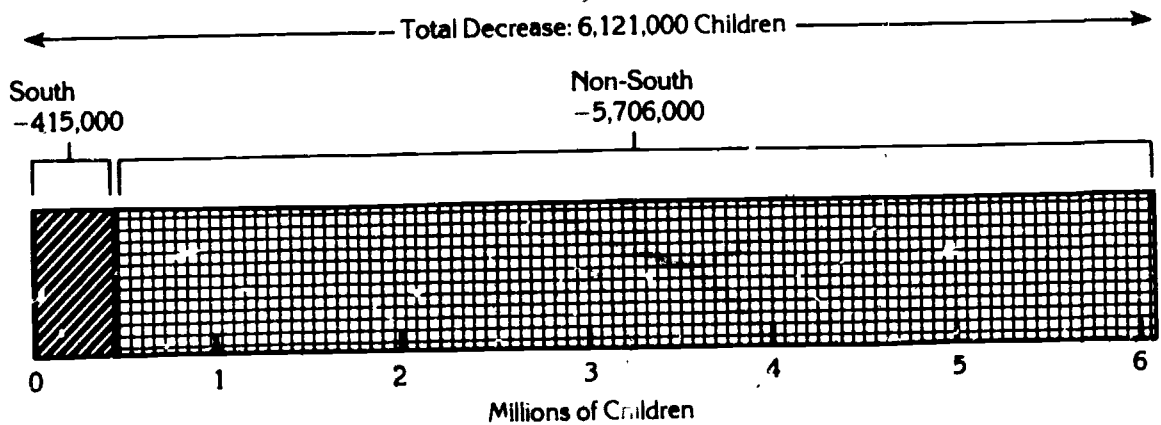 Total Decrease: 6,121,000 Children
South
−415,000
Non-South
−5,706,000
0 1 2 3 4 5 6
Millions of Children